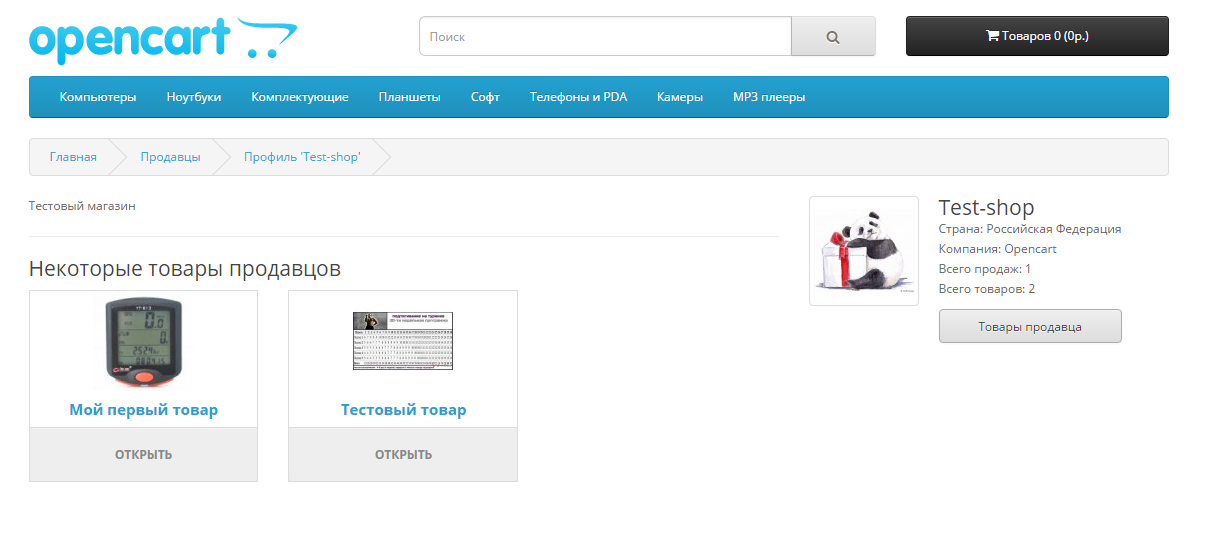 opencart
Поиск
Товаров 0 (0р.)
Компьютеры Ноутбуки Комплектующие Планшеты Софт Телефоны и PDA Камеры MP3 плееры
Главная Продавцы Профиль 'Test-shop'
Тестовый магазин
Test-shop
Страна: Российская Федерация
Компания: Opencart
Всего продаж: 1
Всего товаров: 2
Товары продавца
Некоторые товары продавцов
Мой первый товар
Тестовый товар
ОТКРЫТЬ
ОТКРЫТЬ